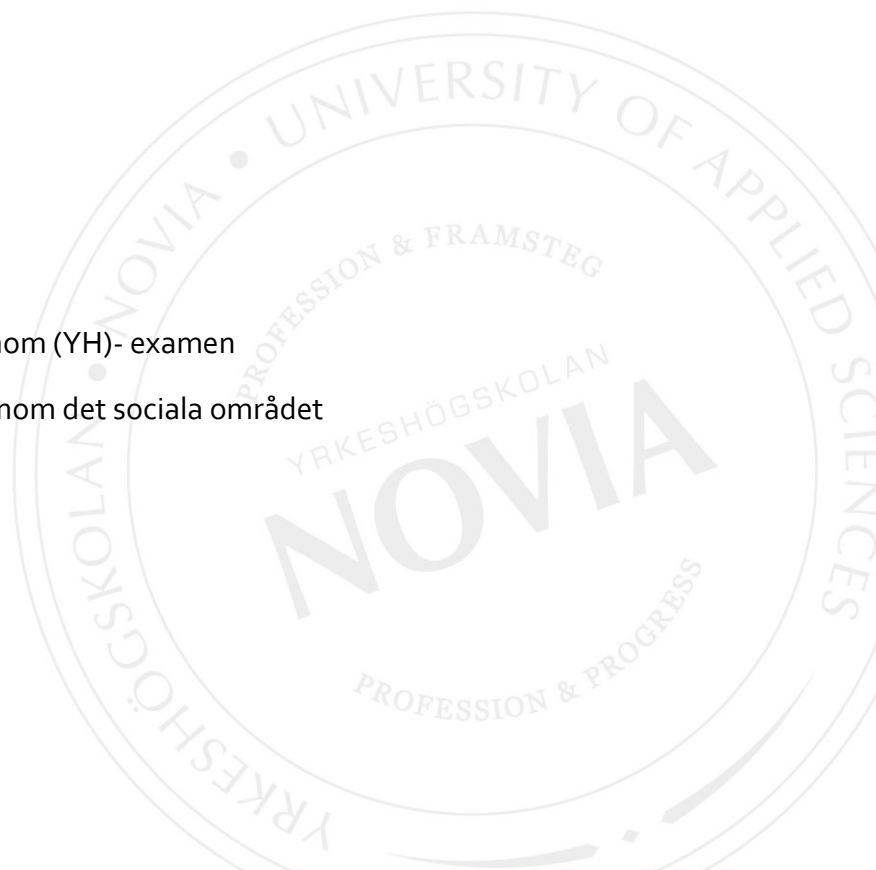 nom (YH)- examen
nom det sociala området
YRKESHÖGSKOLAN • NOVIA • UNIVERSITY OF APPLIED SCIENCES
PROFESSION & FRAMSTEG
YRKESHÖGSKOLAN
NOVIA
PROFESSION & PROGRESS